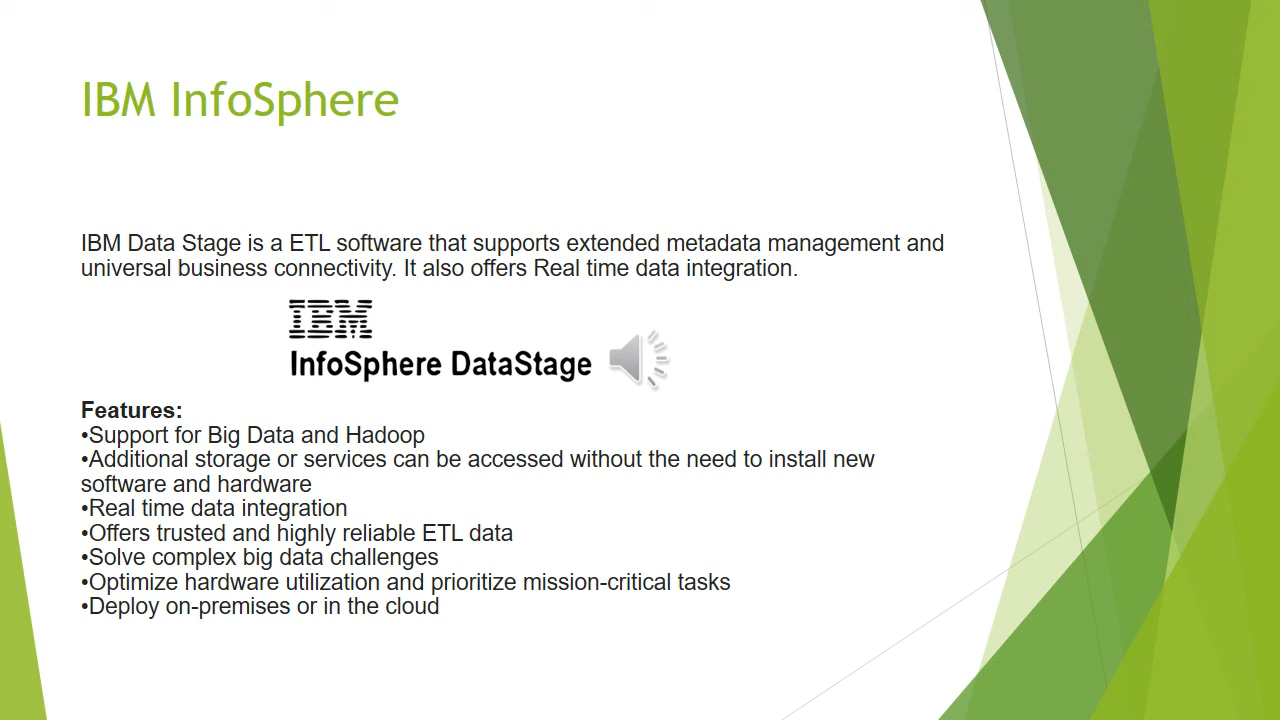 IBM InfoSphere
IBM Data Stage is a ETL software that supports extended metadata management and
universal business connectivity. It also offers Real time data integration.
IBM
InfoSphere DataStage
Features:
•Support for Big Data and Hadoop
•Additional storage or services can be accessed without the need to install new
software and hardware
•Real time data integration
•Offers trusted and highly reliable ETL data
•Solve complex big data challenges
•Optimize hardware utilization and prioritize mission-critical tasks
•Deploy on-premises or in the cloud